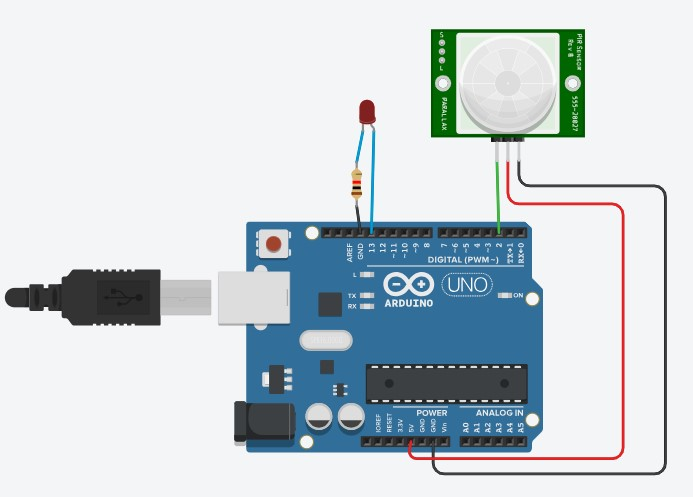 S
L
PIR Sensor
Rev B
PARALLAX
555-28027
AREF
GND
13
12
~11
~10
~9
8
7
~6
~5
4
~3
2
TX→1
RX←0
DIGITAL (PWM~)
L
TX
RX
ARDUINO
UNO
ON
POWER
ANALOG IN
IOREF
RESET
3.3V
5V
GND
GND
Vin
A0
A1
A2
A3
A4
A5